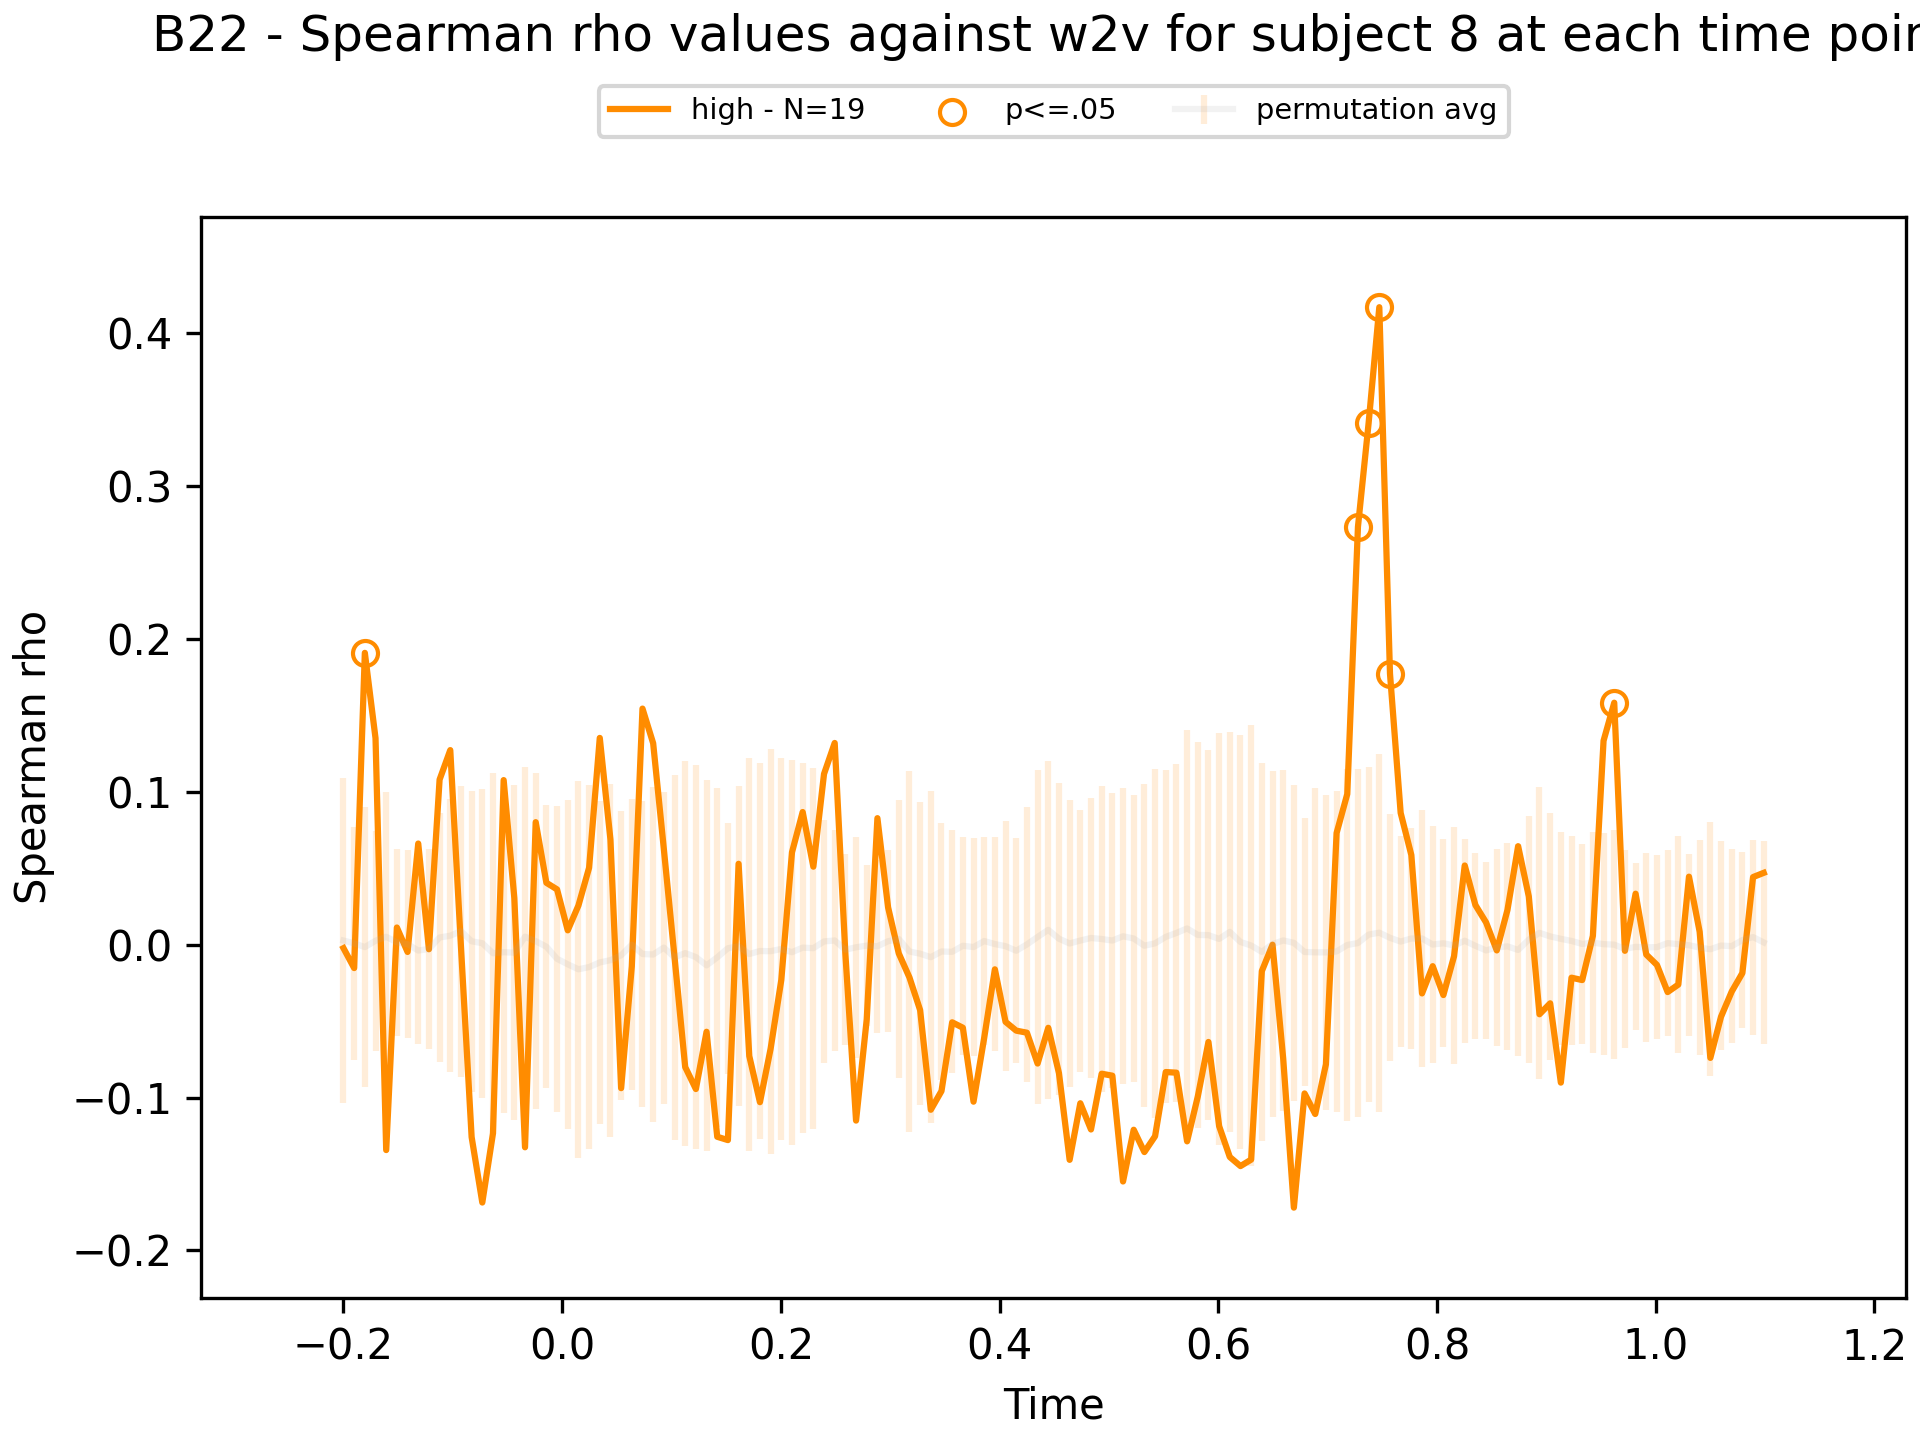 B22 - Spearman rho values against w2v for subject 8 at each time
high - N=19 p<=.05 permutation avg
0.4
0.3
0.2
0.1
0.0
−0.1
−0.2
Spearman rho
−0.2 0.0 0.2 0.4 0.6 0.8 1.0 1.2
Time